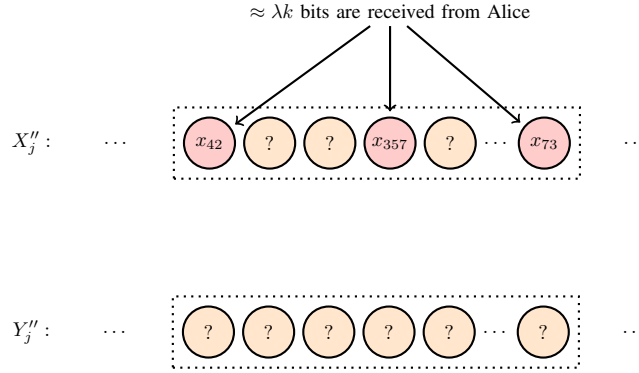 ≈ λk bits are received from Alice
X''_j : ⋯ x_42 ? ? x_357 ? ⋯ x_73 ⋯
Y''_j : ⋯ ? ? ? ? ? ⋯ ? ⋯